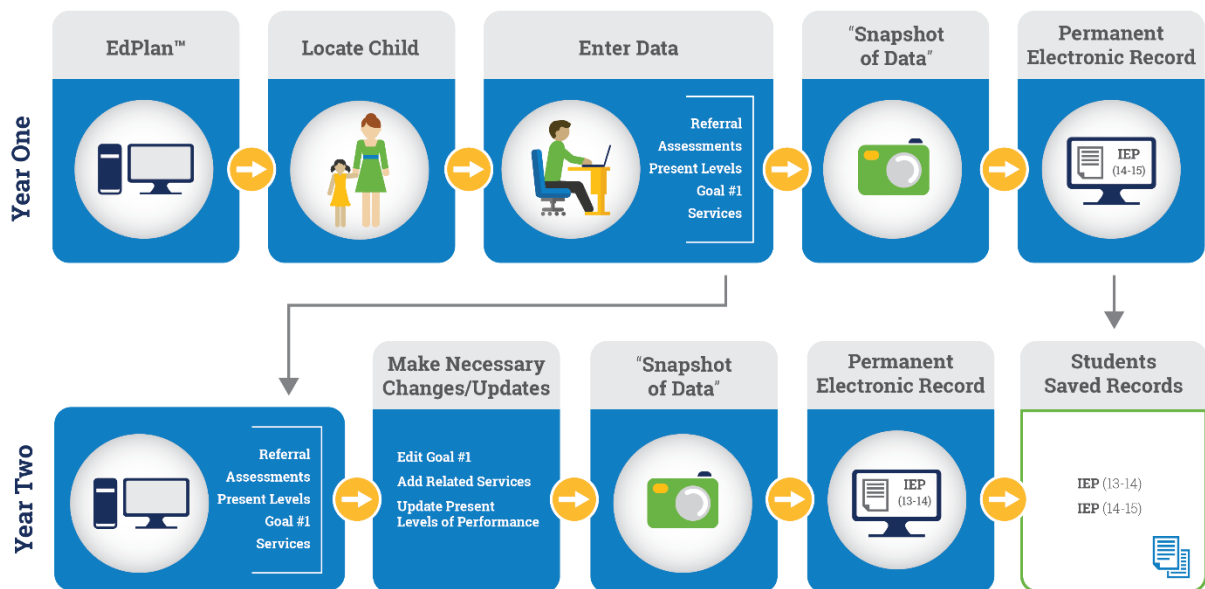 Year One
EdPlan™
Locate Child
Enter Data
Referral
Assessments
Present Levels
Goal #1
Services
"Snapshot
of Data"
Permanent
Electronic Record
IEP
(14-15)
Year Two
Referral
Assessments
Present Levels
Goal #1
Services
Make Necessary
Changes/Updates
Edit Goal #1
Add Related Services
Update Present
Levels of Performance
"Snapshot
of Data"
Permanent
Electronic Record
IEP
(13-14)
Students
Saved Records
IEP (13-14)
IEP (14-15)